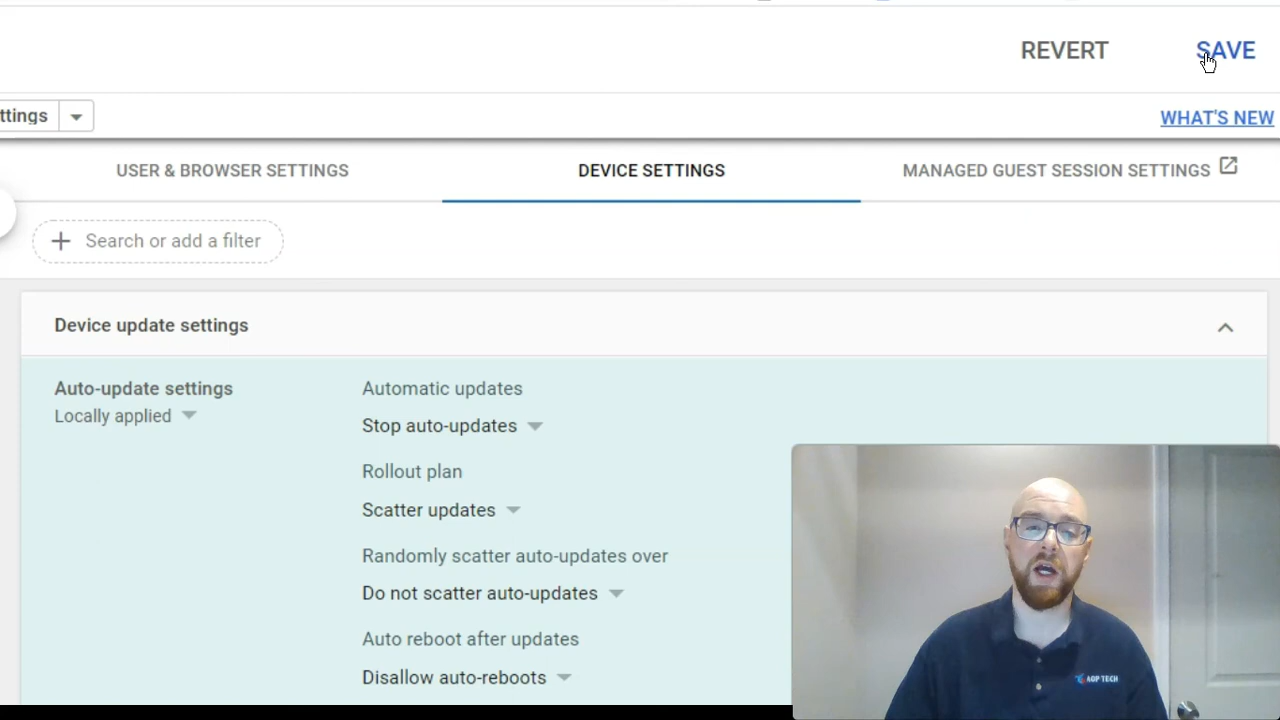 REVERT
SAVE
ttings
WHAT'S NEW
USER & BROWSER SETTINGS
DEVICE SETTINGS
MANAGED GUEST SESSION SETTINGS
Search or add a filter
Device update settings
Auto-update settings
Locally applied
Automatic updates
Stop auto-updates
Rollout plan
Scatter updates
Randomly scatter auto-updates over
Do not scatter auto-updates
Auto reboot after updates
Disallow auto-reboots
AOP TECH